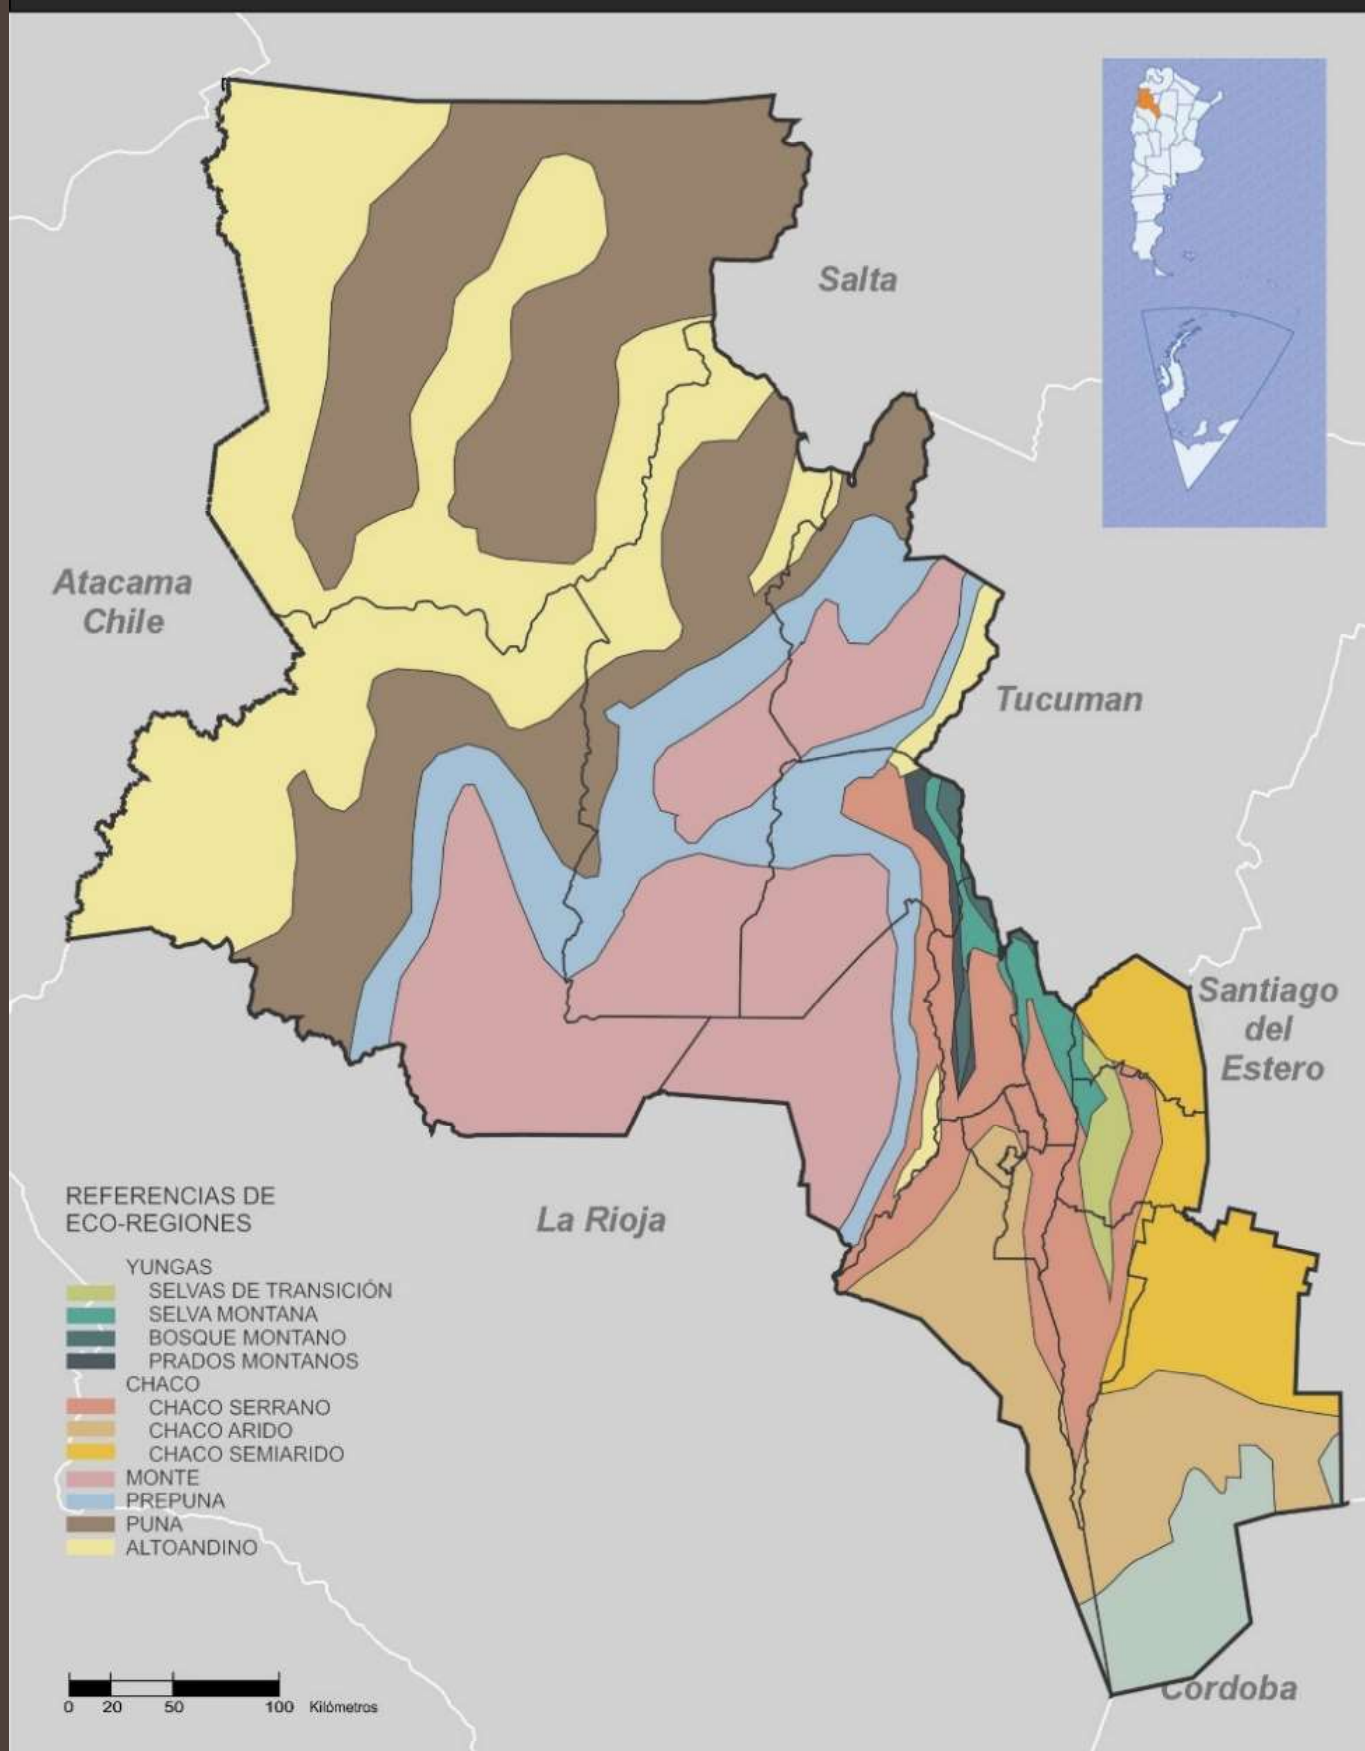 Salta
Atacama
Chile
Tucuman
Santiago
del
Estero
La Rioja
REFERENCIAS DE
ECO-REGIONES
YUNGAS
SELVAS DE TRANSICIÓN
SELVA MONTANA
BOSQUE MONTANO
PRADOS MONTANOS
CHACO
CHACO SERRANO
CHACO ARIDO
CHACO SEMIARIDO
MONTE
PREPUNA
PUNA
ALTOANDINO
Cordoba
0 20 50 100 Kilómetros